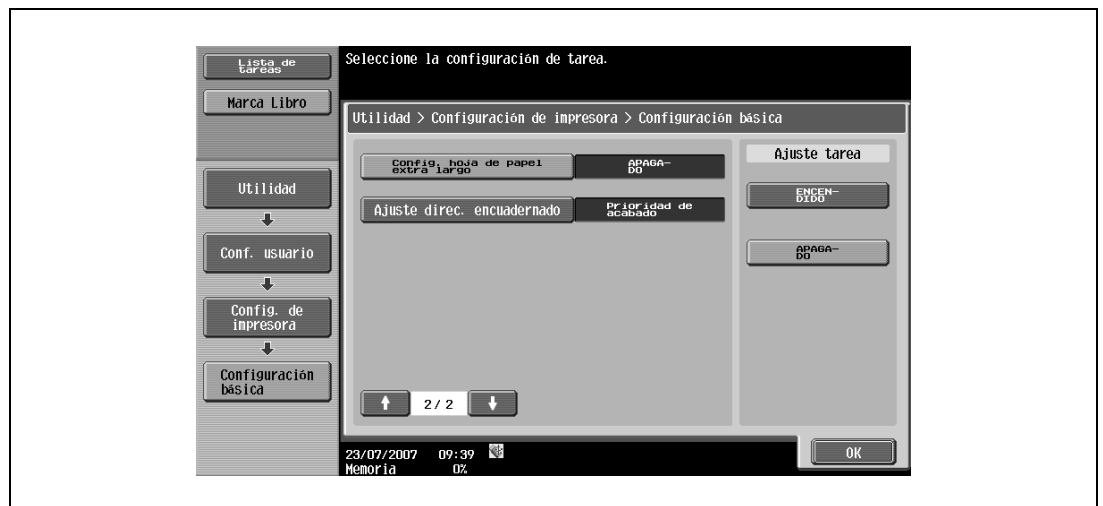 Lista de
tareas
Seleccione la configuración de tarea.
Marca Libro
Utilidad > Configuración de impresora > Configuración básica
Config. hoja de papel
extra largo
APAGA-
DO
Ajuste tarea
Utilidad
ENCEN-
DIDO
Ajuste direc. encuadernado
Prioridad de
acabado
Conf. usuario
APAGA-
DO
Config. de
impresora
Configuración
básica
2/ 2
23/07/2007 09:39
Memoria 0%
OK